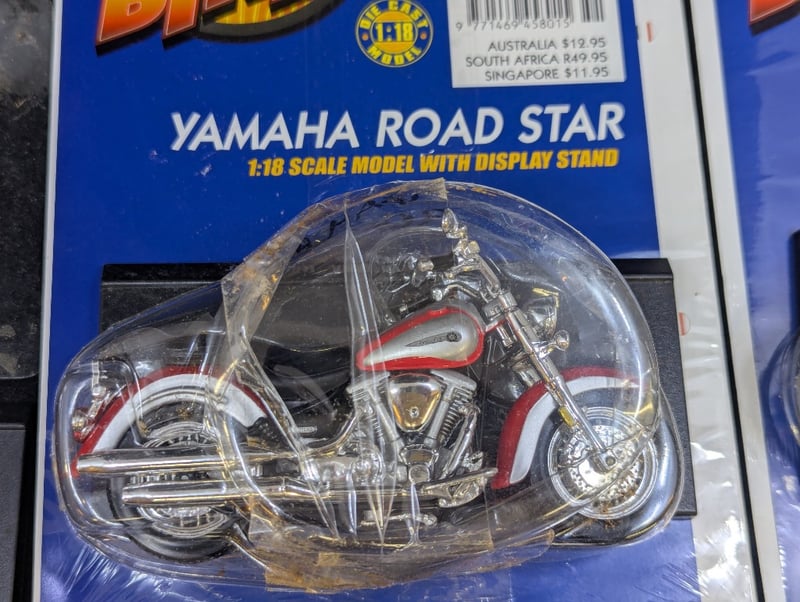 DIE CAST
1:18
MODEL
9 771469 458015
AUSTRALIA $12.95
SOUTH AFRICA R49.95
SINGAPORE $11.95
YAMAHA ROAD STAR
1:18 SCALE MODEL WITH DISPLAY STAND